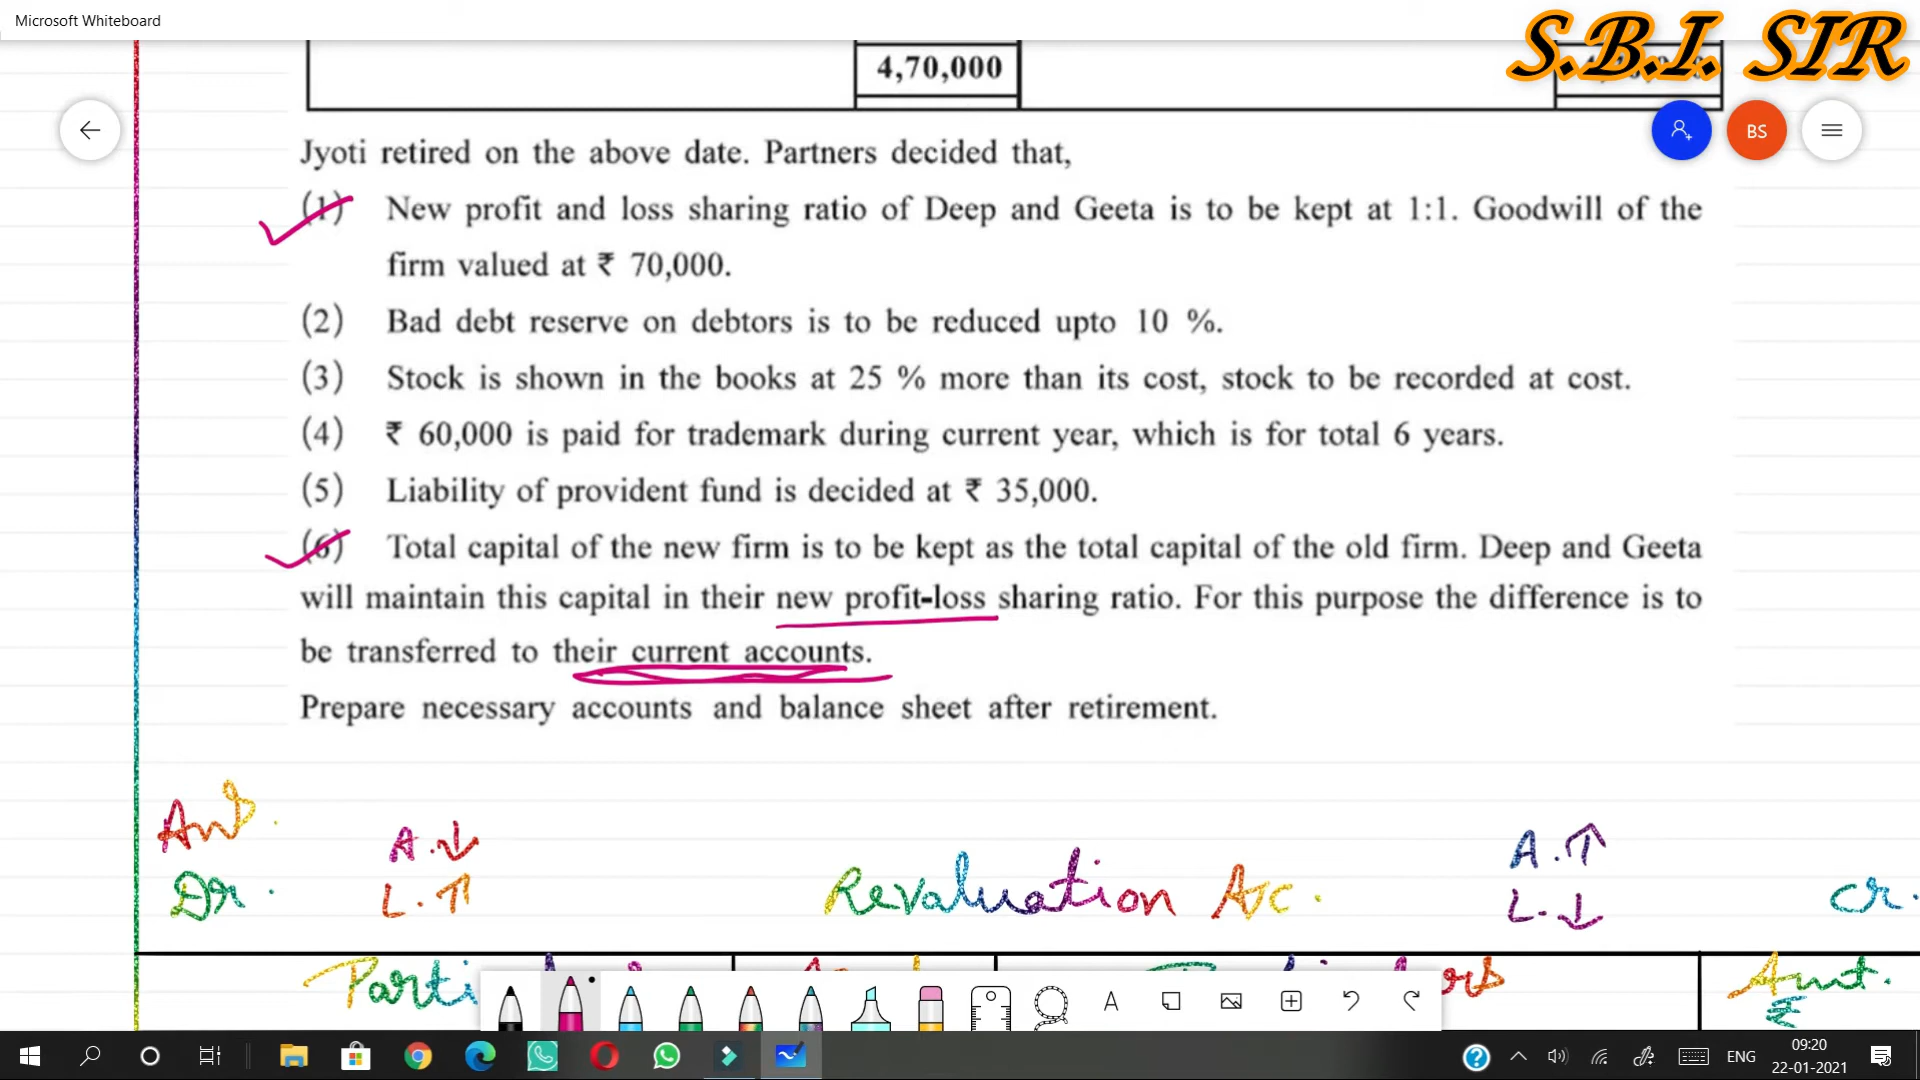 Microsoft Whiteboard
S.B.I. SIR
4,70,000
BS
Jyoti retired on the above date. Partners decided that,
(1) New profit and loss sharing ratio of Deep and Geeta is to be kept at 1:1. Goodwill of the
firm valued at ₹ 70,000.
(2) Bad debt reserve on debtors is to be reduced upto 10 %.
(3) Stock is shown in the books at 25 % more than its cost, stock to be recorded at cost.
(4) ₹ 60,000 is paid for trademark during current year, which is for total 6 years.
(5) Liability of provident fund is decided at ₹ 35,000.
(6) Total capital of the new firm is to be kept as the total capital of the old firm. Deep and Geeta
will maintain this capital in their new profit-loss sharing ratio. For this purpose the difference is to
be transferred to their current accounts.
Prepare necessary accounts and balance sheet after retirement.
Ans.
A.↓ A.↑
Dr. L.↑ Revaluation A/c. L.↓ Cr.
Amt.
₹
A
ENG
09:20
22-01-2021